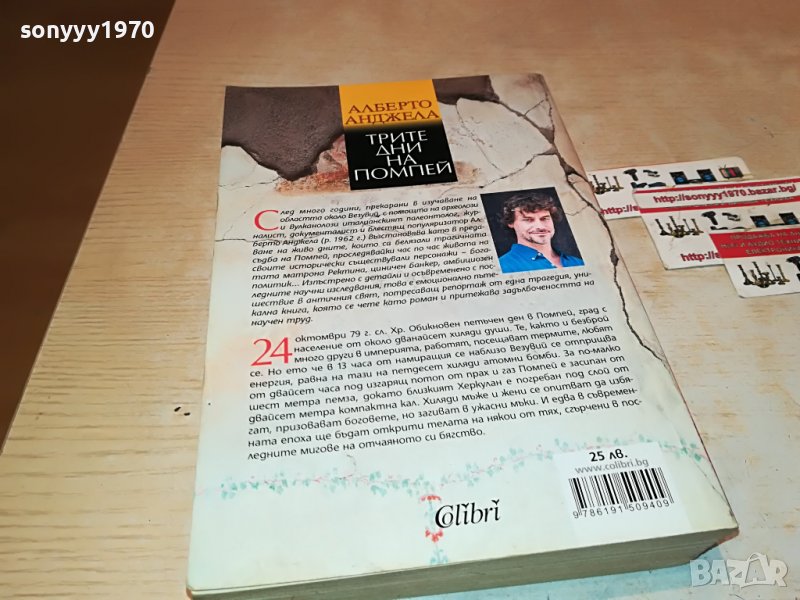 sonyyy1970
АЛБЕРТО
АНДЖЕЛА
ТРИТЕ
ДНИ
НА
ПОМПЕЙ
След много години, прекарани в изучаване на
областта около Везувий, с помощта на археолози
и вулканолози италианският палеонтолог, жур-
налист, документалист и блестящ популяризатор Ал-
берто Анджела (р. 1962 г.) възстановява като в преда-
ване на живо дните, които са белязали трагичната
съдба на Помпей, проследявайки час по час живота на
своите исторически съществували персонажи – бога-
тата матрона Ректина, циничен банкер, амбициозен
политик... Изпъстрено с детайли и осъвременено с пос-
ледните научни изследвания, това е емоционално пъте-
шествие в античния свят, потресаващ репортаж от една трагедия, уни-
кална книга, която се чете като роман и притежава задълбочеността на
научен труд.
24 октомври 79 г. сл. Хр. Обикновен петъчен ден в Помпей, град с
население от около дванайсет хиляди души. Те, както и безброй
много други в империята, работят, посещават термите, любят
се. Но ето че в 13 часа от намиращия се наблизо Везувий се отприщва
енергия, равна на тази на петдесет хиляди атомни бомби. За по-малко
от двайсет часа под изгарящ потоп от прах и газ Помпей е засипан от
шест метра пемза, докато близкият Херкулан е погребан под слой от
двайсет метра компактна кал. Хиляди мъже и жени се опитват да избя-
гат, призовават боговете, но загиват в ужасни мъки. И едва в съвремен-
ната епоха ще бъдат открити телата на някои от тях, сгърчени в пос-
ледните мигове на отчаяното си бягство.
25 лв.
www.colibri.bg
9 786191 509409
Colibri
http://sonyyy1970.bazar.bg/
BAZAR
bazar.bg